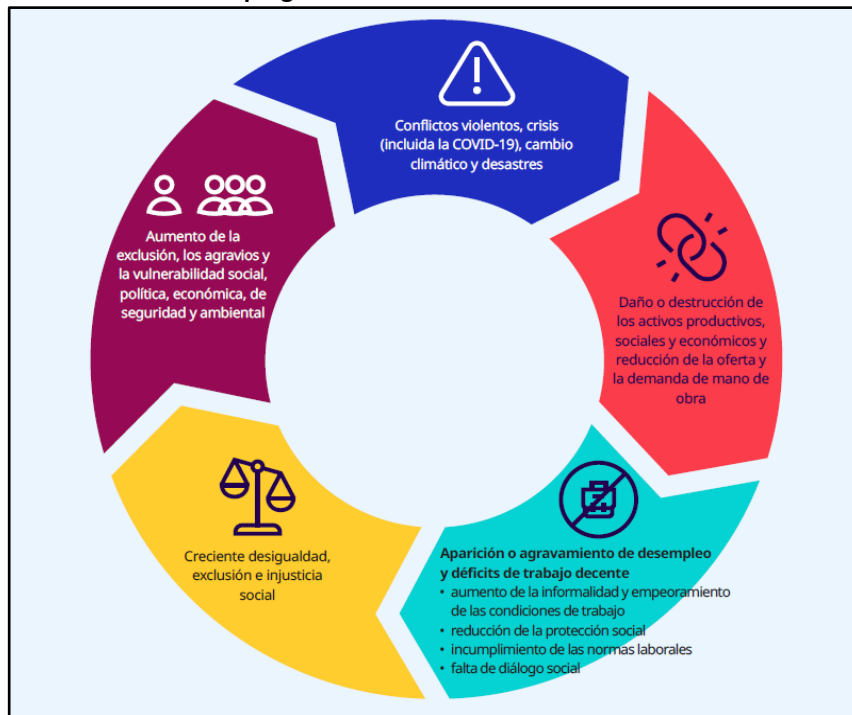 Conflictos violentos, crisis
(incluida la COVID-19), cambio
climático y desastres
Daño o destrucción de
los activos productivos,
sociales y económicos y
reducción de la oferta y
la demanda de mano de
obra
Aparición o agravamiento de desempleo
y déficits de trabajo decente
• aumento de la informalidad y empeoramiento
de las condiciones de trabajo
• reducción de la protección social
• incumplimiento de las normas laborales
• falta de diálogo social
Creciente desigualdad,
exclusión e injusticia
social
Aumento de la
exclusión, los agravios y
la vulnerabilidad social,
política, económica, de
seguridad y ambiental